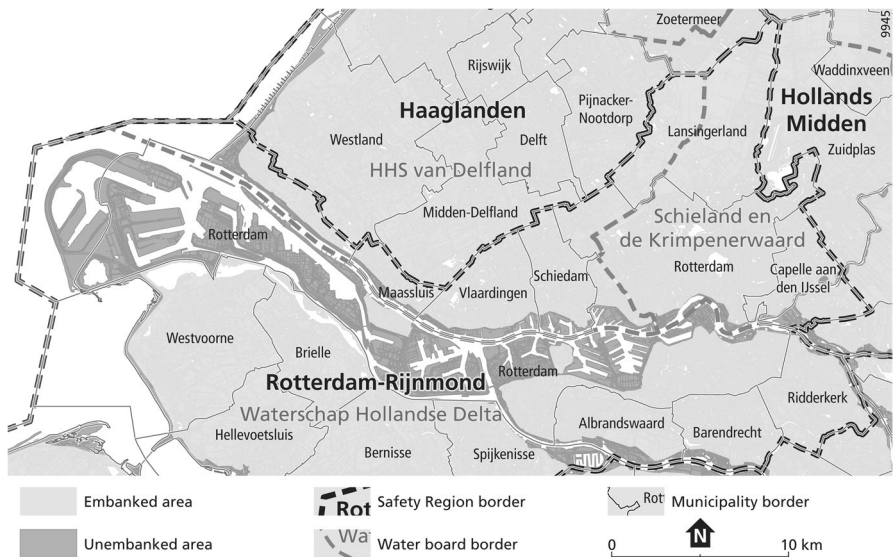 9945
Zoetermeer
Rijswijk
Waddinxveen
Haaglanden
Pijnacker-
Nootdorp
Hollands
Midden
Westland
Delft
Lansingerland
Zuidplas
HHS van Delfland
Midden-Delfland
Schieland en
de Krimpenerwaard
Rotterdam
Rotterdam
Schiedam
Capelle aan
den IJssel
Maassluis
Vlaardingen
Westvoorne
Brielle
Rotterdam
Rotterdam-Rijnmond
Ridderkerk
Waterschap Hollandse Delta
Albrandswaard
Barendrecht
Hellevoetsluis
Bernisse
Spijkenisse
Embanked area
Rot
Safety Region border
Rot
Municipality border
Unembanked area
Wat
Water board border
N
0
10 km